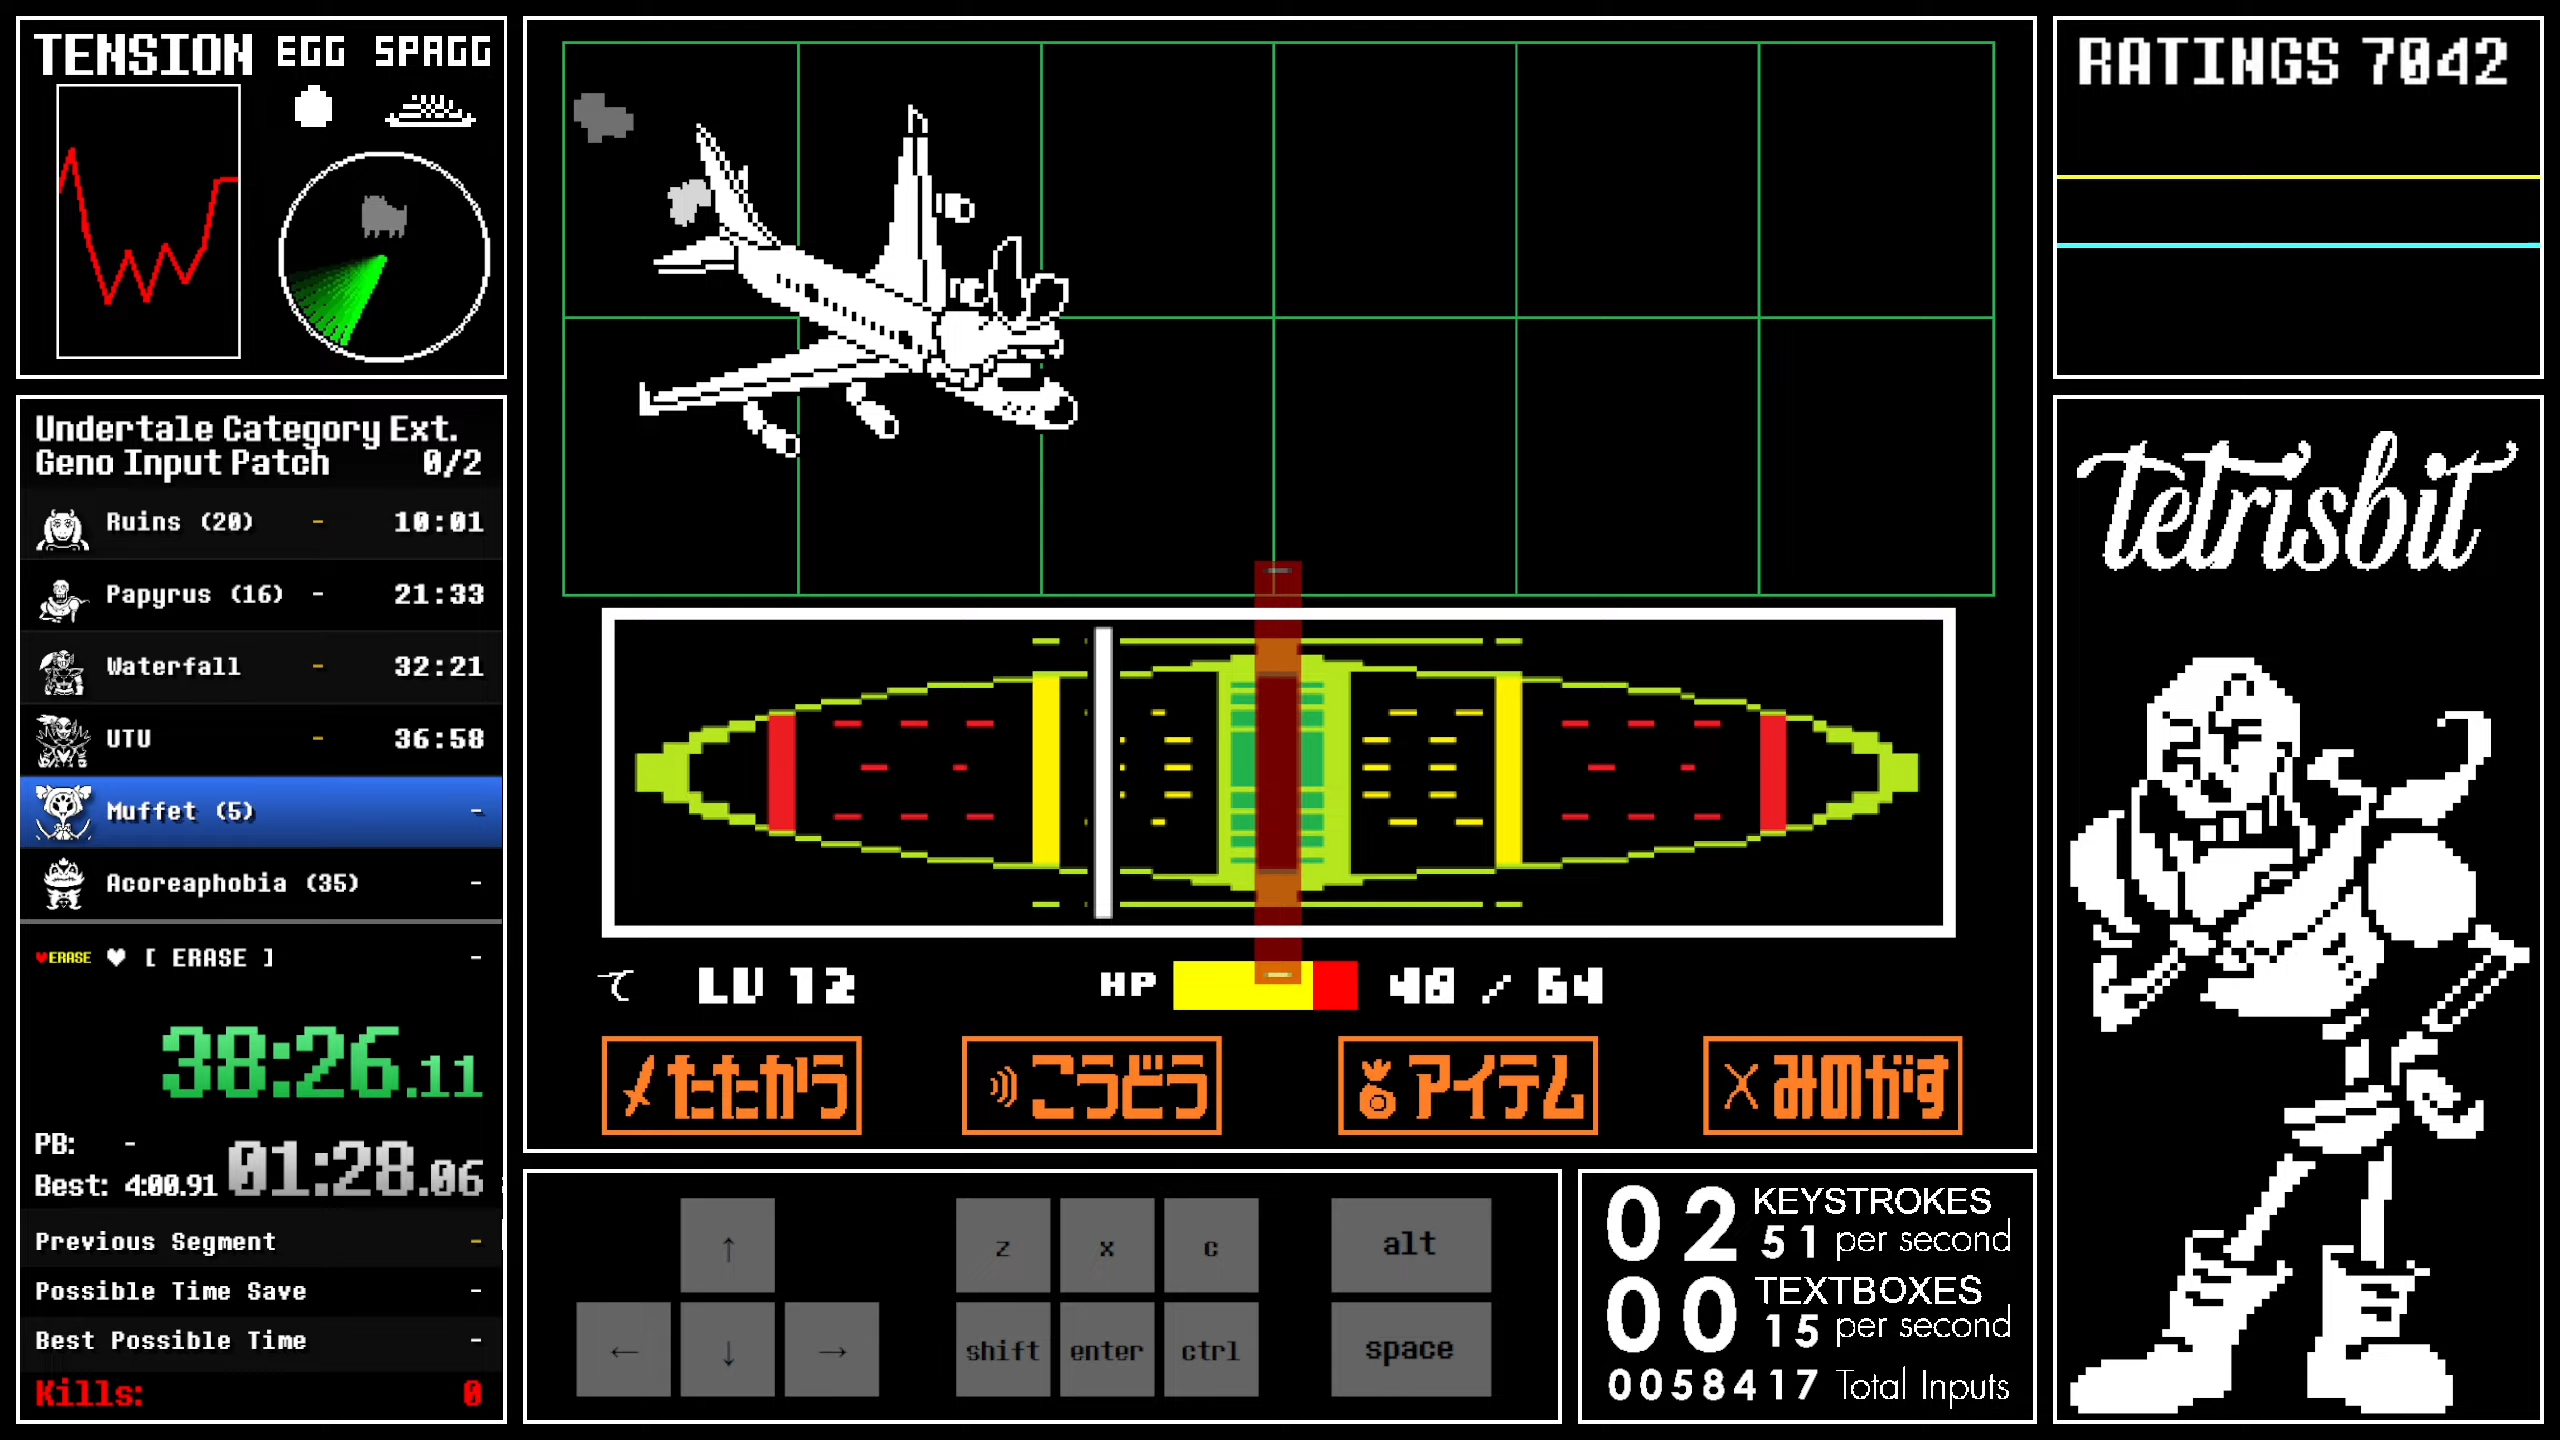 TENSION EGG SPAGG
Undertale Category Ext.
Geno Input Patch 0/2
Ruins (20) - 10:01
Papyrus (16) - 21:33
Waterfall - 32:21
UTU - 36:58
Muffet (5) -
Acoreaphobia (35) -
♥ERASE ♥ [ ERASE ] -
38:26.11
PB: -
Best: 4:00.91 01:28.06
Previous Segment -
Possible Time Save -
Best Possible Time -
Kills: 0
て LV 12 HP 48 / 64
たたかう こうどう アイテム みのがす
↑ z x c alt
← ↓ → shift enter ctrl space
02 KEYSTROKES
51 per second
00 TEXTBOXES
15 per second
0058417 Total Inputs
RATINGS 7042
tetrisbit